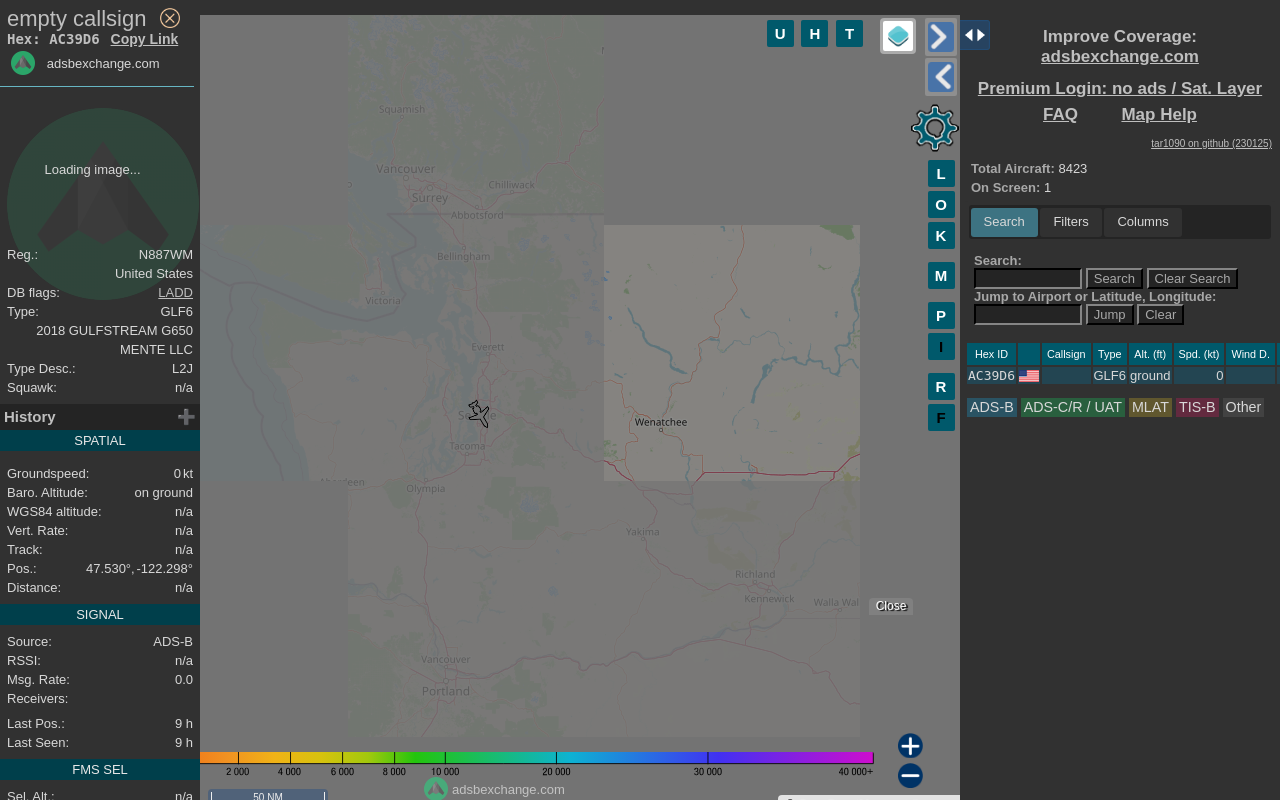 empty callsign
Hex: AC39D6 Copy Link
adsbexchange.com
Loading image...
Reg.: N887WM
United States
DB flags: LADD
Type: GLF6
2018 GULFSTREAM G650
MENTE LLC
Type Desc.: L2J
Squawk: n/a
History
SPATIAL
Groundspeed: 0 kt
Baro. Altitude: on ground
WGS84 altitude: n/a
Vert. Rate: n/a
Track: n/a
Pos.: 47.530°, -122.298°
Distance: n/a
SIGNAL
Source: ADS-B
RSSI: n/a
Msg. Rate: 0.0
Receivers:
Last Pos.: 9 h
Last Seen: 9 h
FMS SEL
Sel. Alt.: n/a
U H T
L
O
K
M
P
I
R
F
Squamish
Vancouver
Chilliwack
Surrey
Abbotsford
Bellingham
Victoria
Everett
Wenatchee
Tacoma
Aberdeen
Olympia
Yakima
Richland
Kennewick
Walla Wal
Vancouver
Portland
Close
2 000 4 000 6 000 8 000 10 000 20 000 30 000 40 000+
adsbexchange.com
50 NM
Improve Coverage:
adsbexchange.com
Premium Login: no ads / Sat. Layer
FAQ Map Help
tar1090 on github (230125)
Total Aircraft: 8423
On Screen: 1
Search Filters Columns
Search:
Search Clear Search
Jump to Airport or Latitude, Longitude:
Jump Clear
Hex ID Callsign Type Alt. (ft) Spd. (kt) Wind D.
AC39D6 GLF6 ground 0
ADS-B ADS-C/R / UAT MLAT TIS-B Other